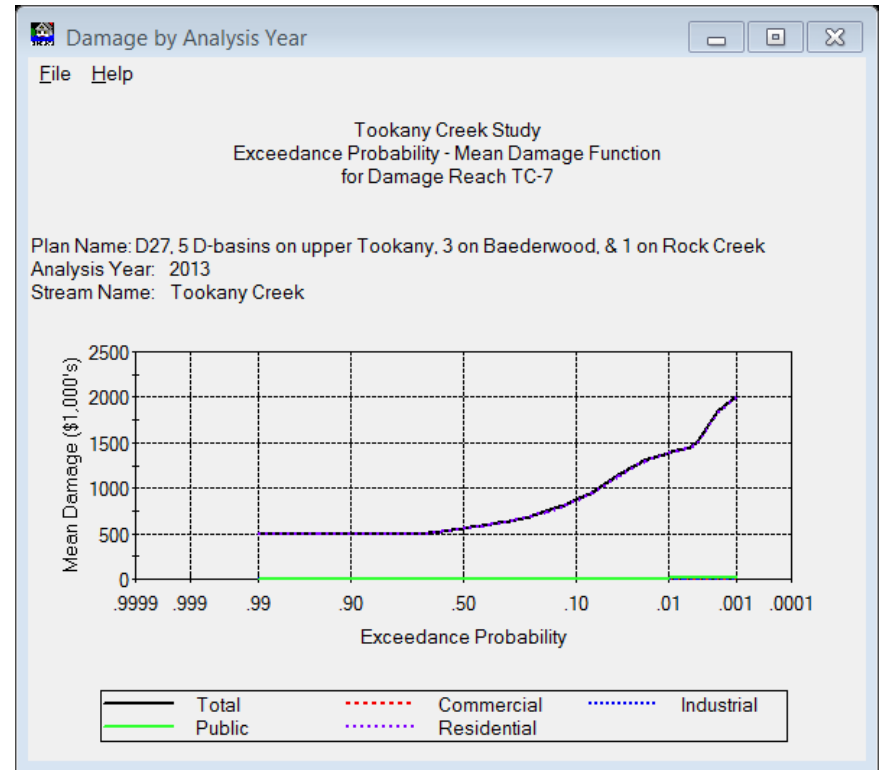 Damage by Analysis Year
File Help
Tookany Creek Study
Exceedance Probability - Mean Damage Function
for Damage Reach TC-7
Plan Name: D27, 5 D-basins on upper Tookany, 3 on Baederwood, & 1 on Rock Creek
Analysis Year: 2013
Stream Name: Tookany Creek
Mean Damage ($1,000's)
2500
2000
1500
1000
500
0
.9999 .999 .99 .90 .50 .10 .01 .001 .0001
Exceedance Probability
Total Commercial Industrial
Public Residential